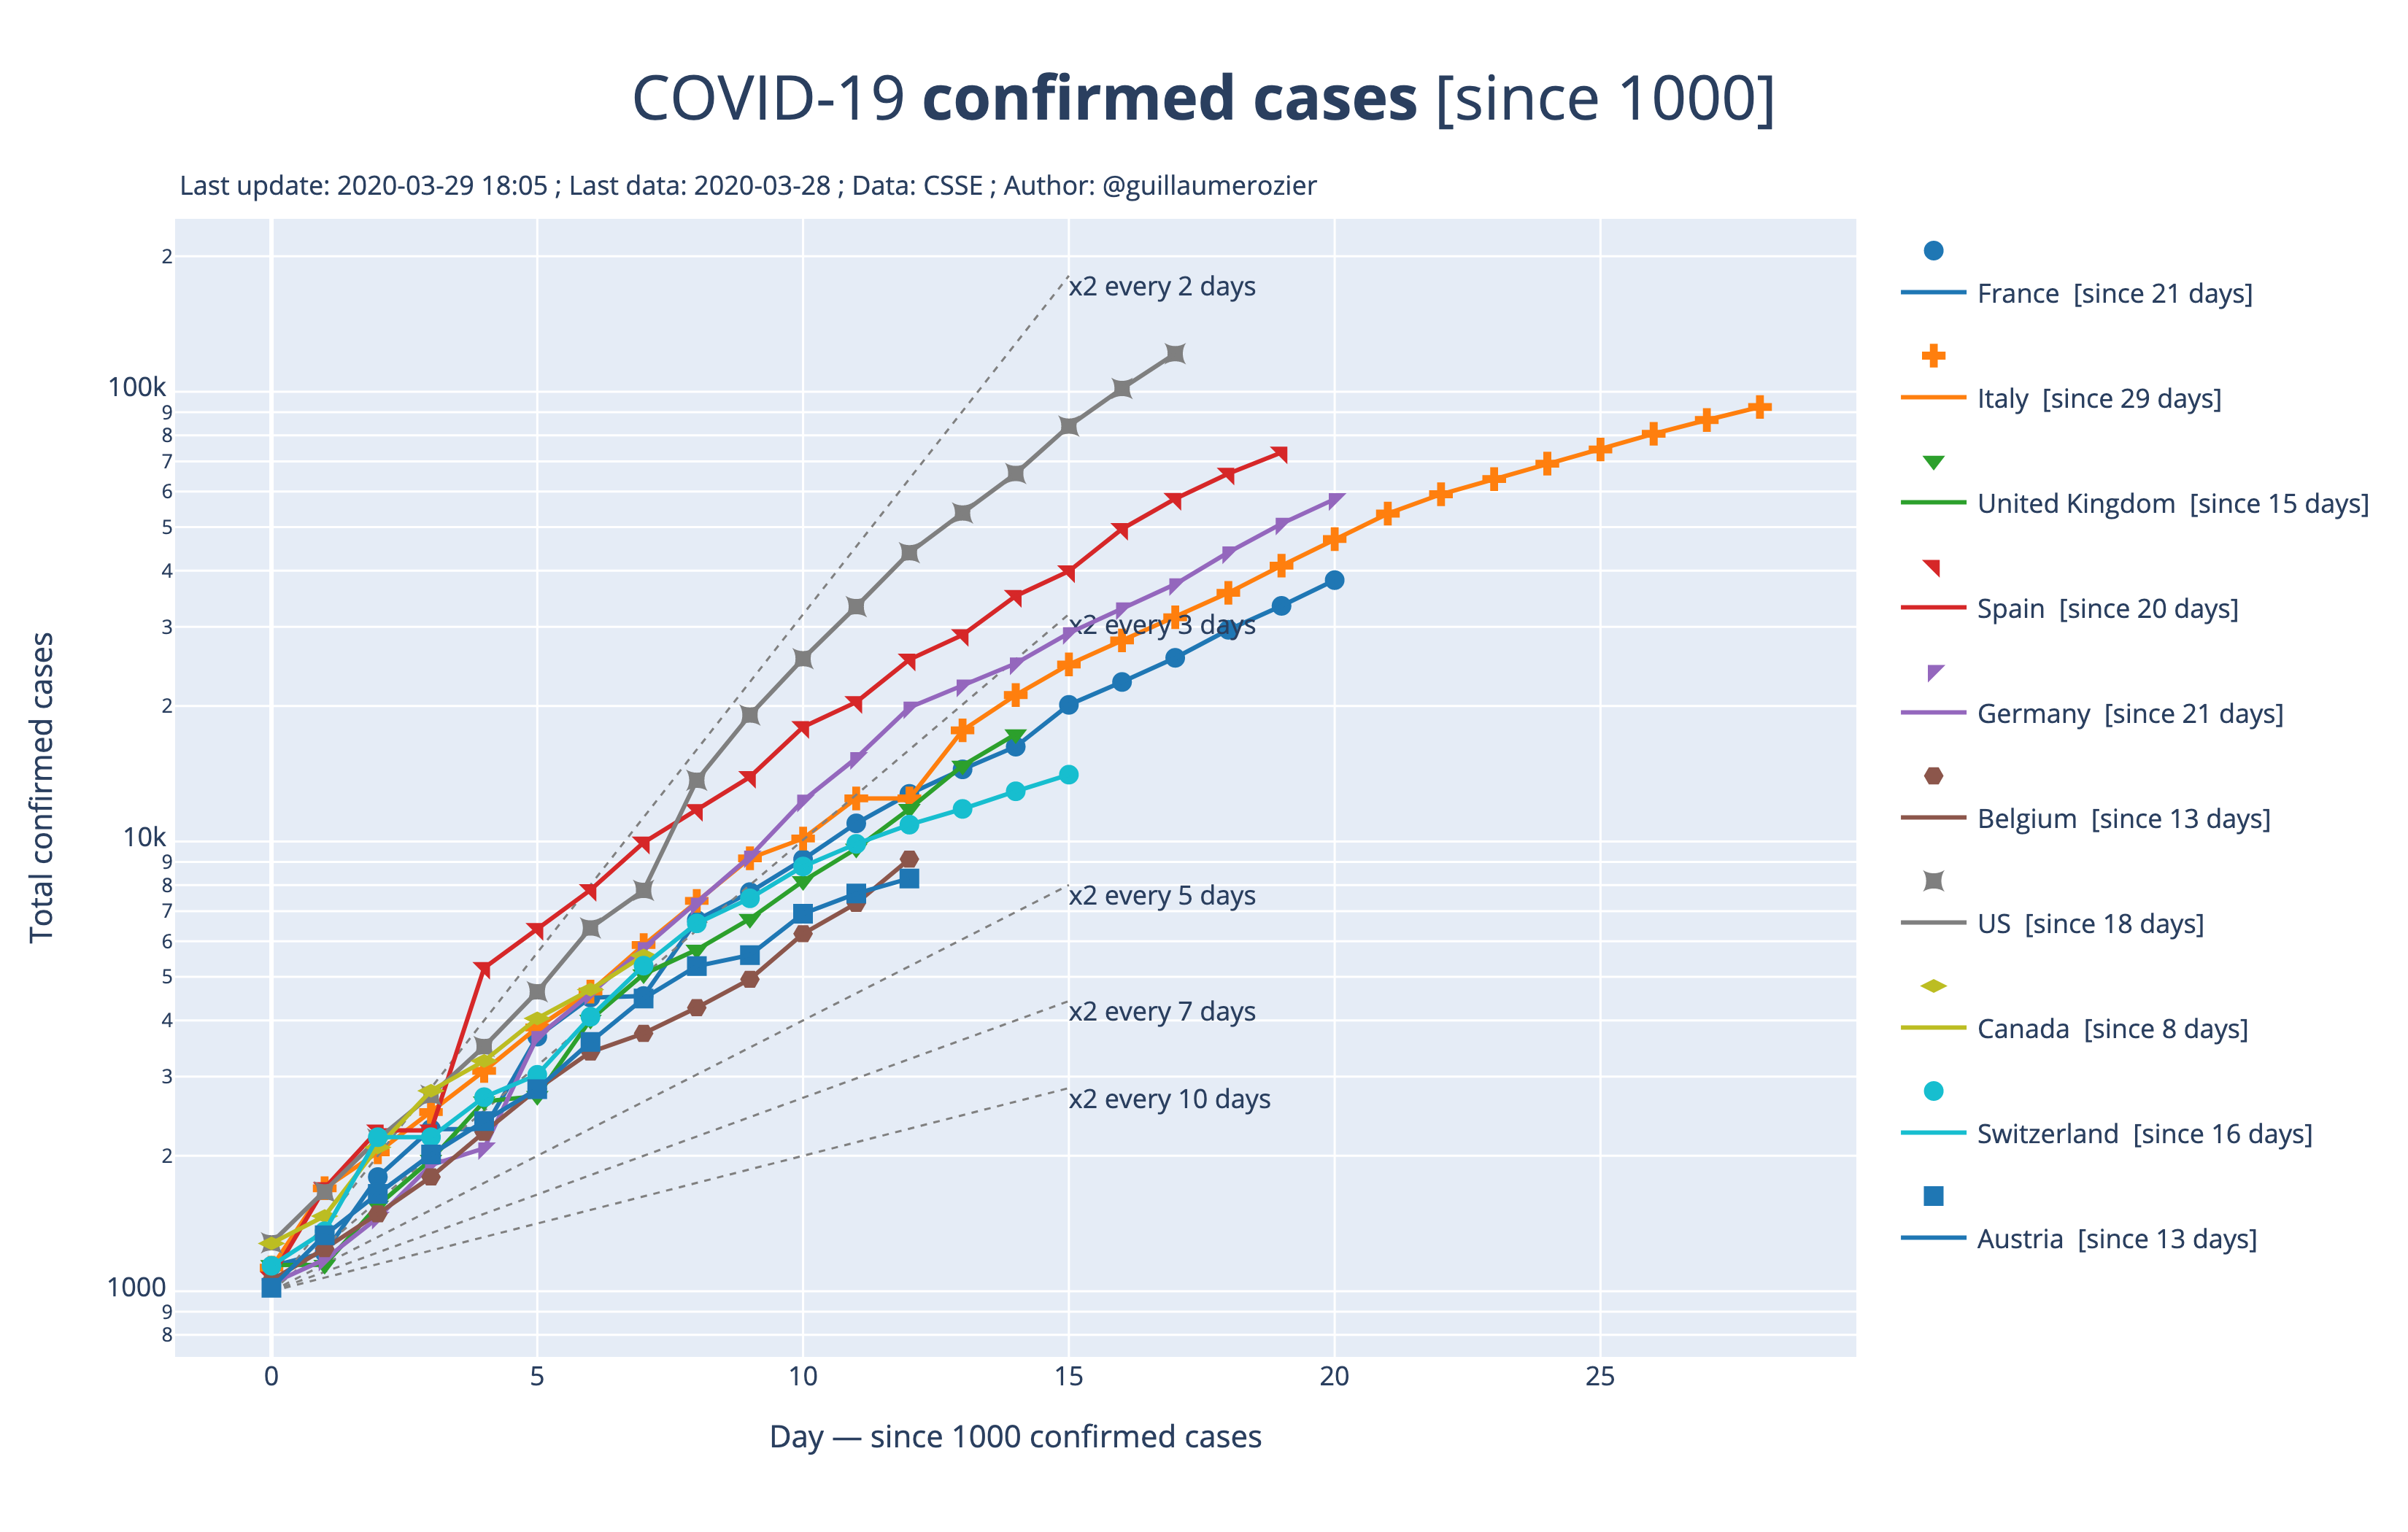 COVID-19 confirmed cases [since 1000]
Last update: 2020-03-29 18:05 ; Last data: 2020-03-28 ; Data: CSSE ; Author: @guillaumerozier
Total confirmed cases
2
100k
9
8
7
6
5
4
3
2
10k
9
8
7
6
5
4
3
2
1000
9
8
x2 every 2 days
x2 every 3 days
x2 every 5 days
x2 every 7 days
x2 every 10 days
0 5 10 15 20 25
Day — since 1000 confirmed cases
France [since 21 days]
Italy [since 29 days]
United Kingdom [since 15 days]
Spain [since 20 days]
Germany [since 21 days]
Belgium [since 13 days]
US [since 18 days]
Canada [since 8 days]
Switzerland [since 16 days]
Austria [since 13 days]